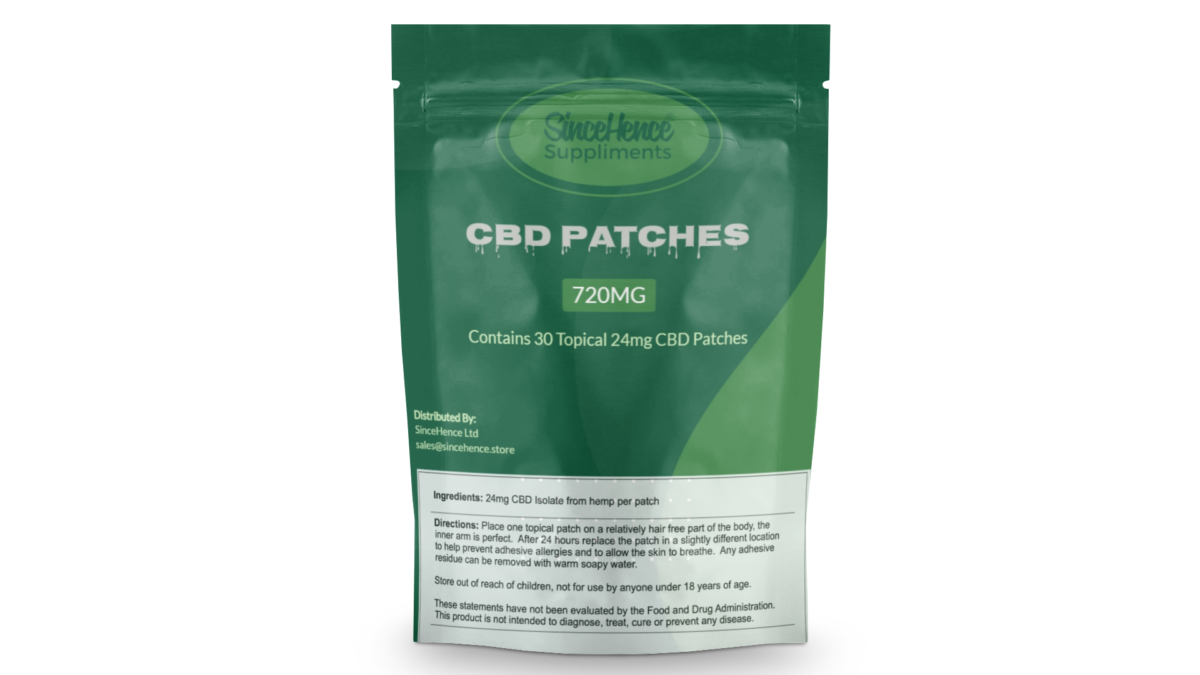 SinceHence
Suppliments
CBD PATCHES
720MG
Contains 30 Topical 24mg CBD Patches
Distributed By:
SinceHence Ltd
sales@sincehence.store
Ingredients: 24mg CBD Isolate from hemp per patch
Directions: Place one topical patch on a relatively hair free part of the body, the
inner arm is perfect. After 24 hours replace the patch in a slightly different location
to help prevent adhesive allergies and to allow the skin to breathe. Any adhesive
residue can be removed with warm soapy water.
Store out of reach of children, not for use by anyone under 18 years of age.
These statements have not been evaluated by the Food and Drug Administration.
This product is not intended to diagnose, treat, cure or prevent any disease.